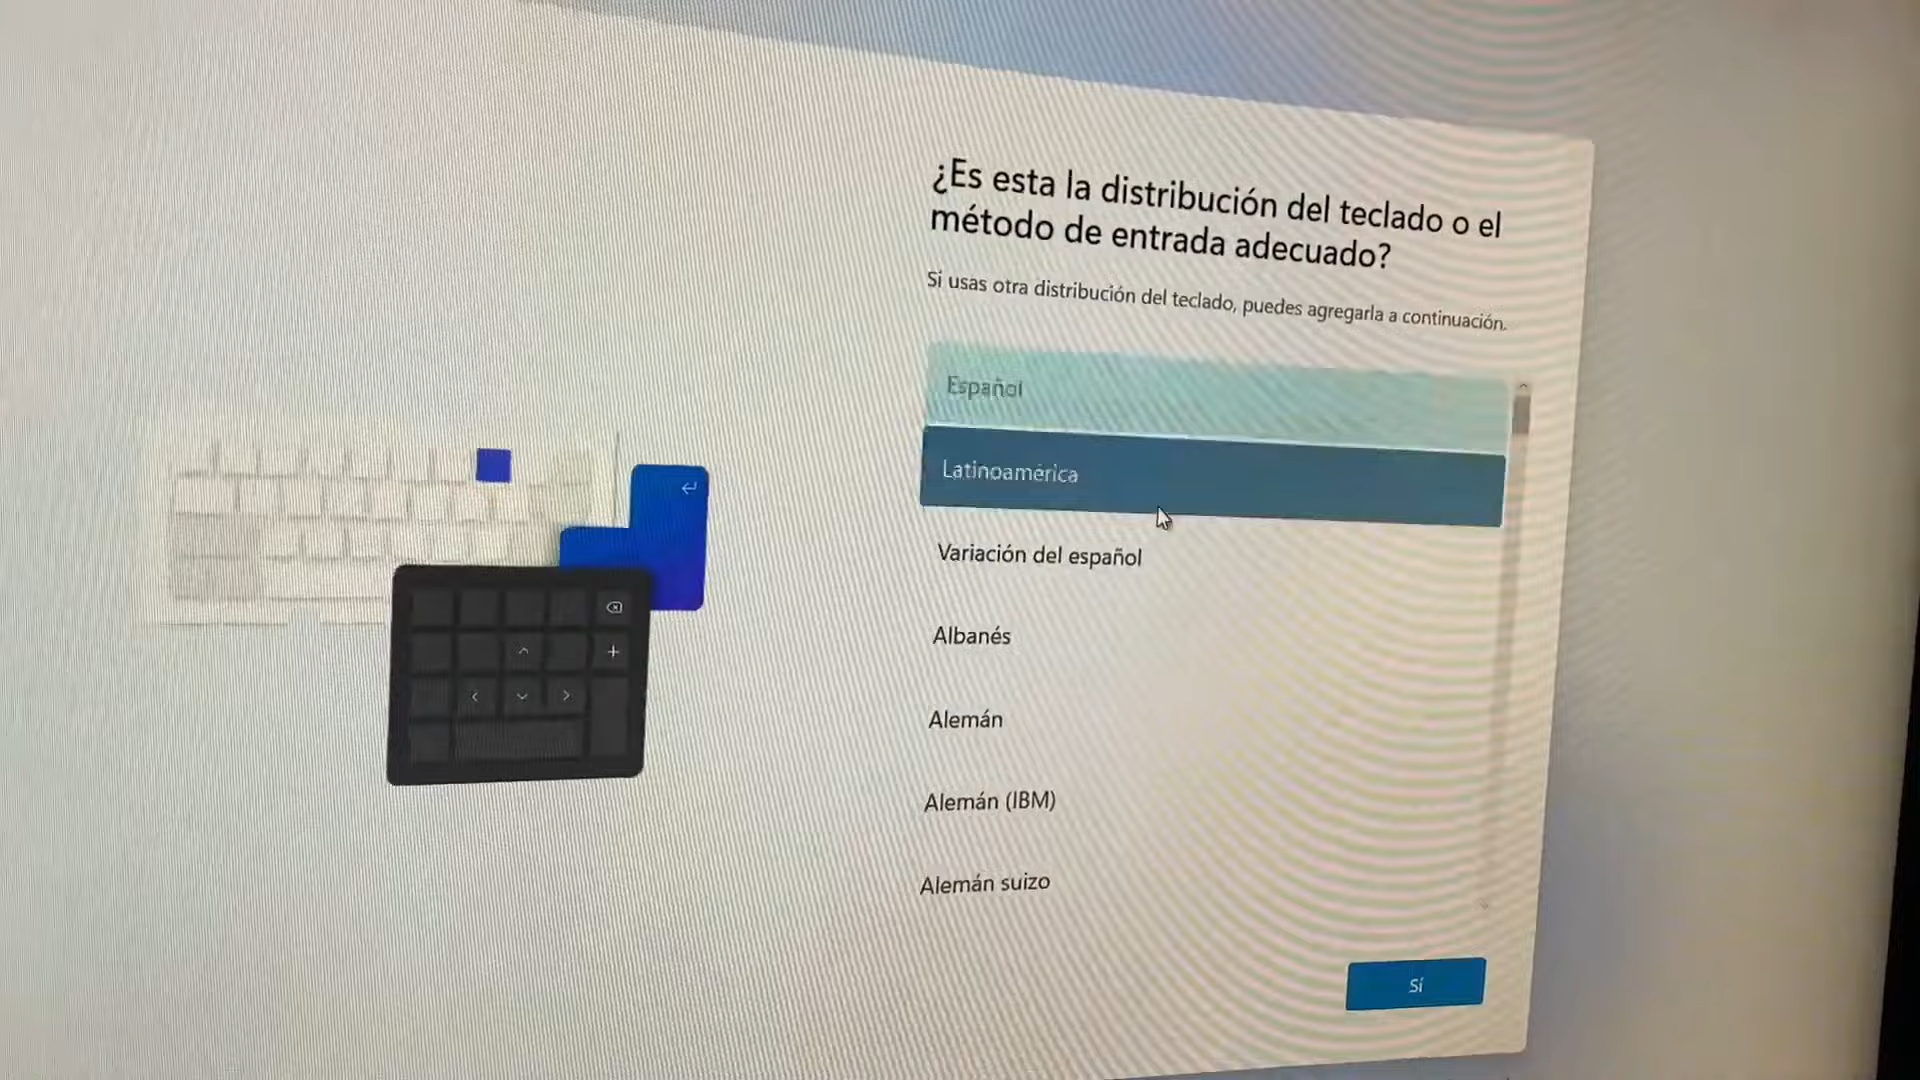 ¿Es esta la distribución del teclado o el
método de entrada adecuado?
Si usas otra distribución del teclado, puedes agregarla a continuación.
Español
Latinoamérica
Variación del español
Albanés
Alemán
Alemán (IBM)
Alemán suizo
Sí